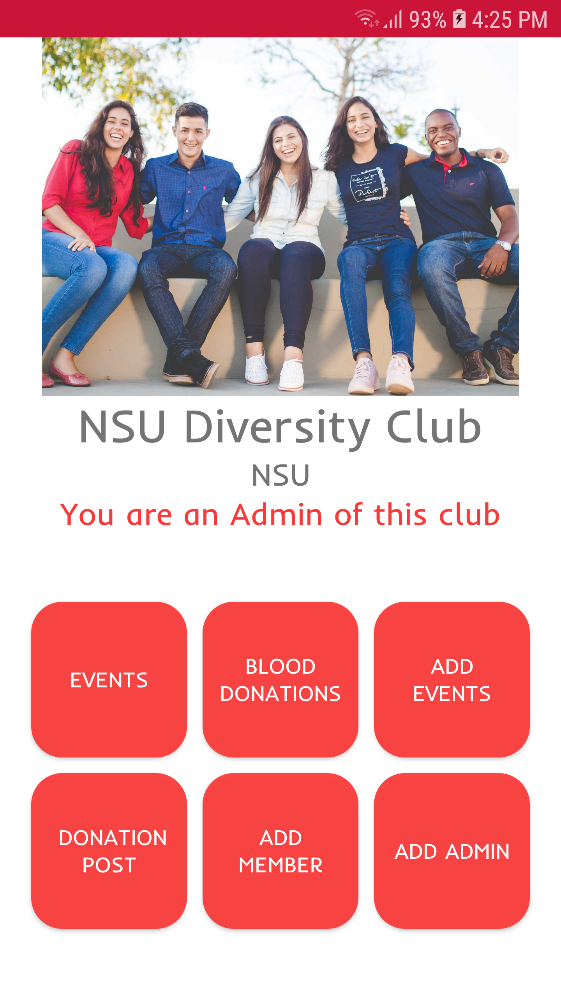 93% 4:25 PM
NSU Diversity Club
NSU
You are an Admin of this club
EVENTS
BLOOD
DONATIONS
ADD
EVENTS
DONATION
POST
ADD
MEMBER
ADD ADMIN